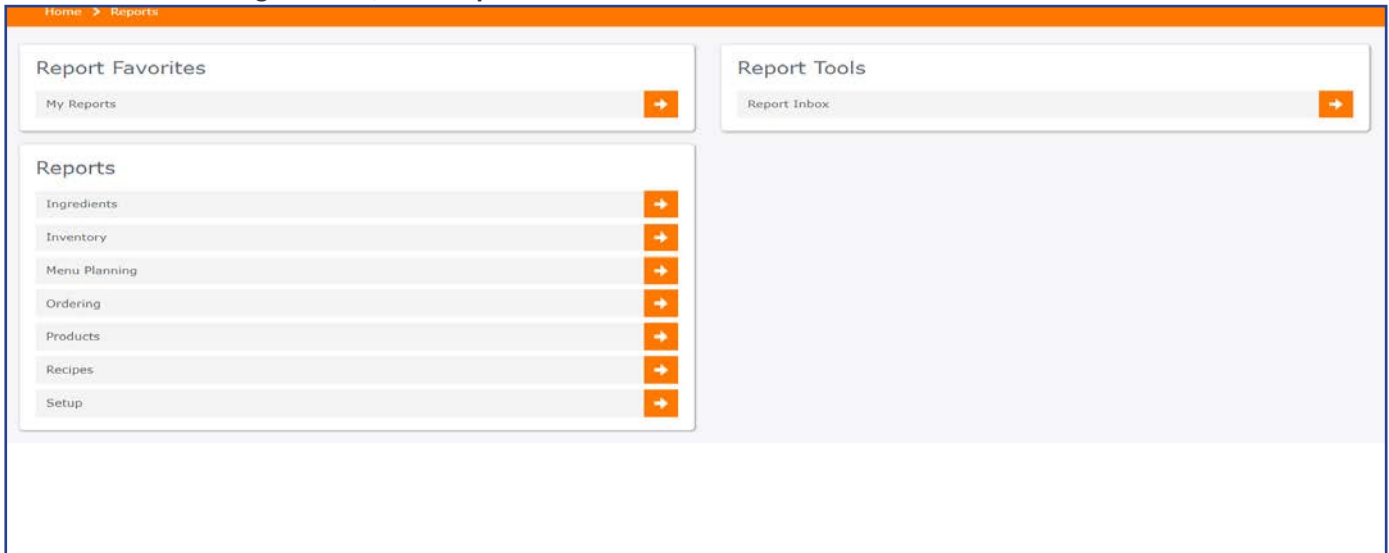 Home > Reports
Report Favorites
My Reports
Report Tools
Report Inbox
Reports
Ingredients
Inventory
Menu Planning
Ordering
Products
Recipes
Setup